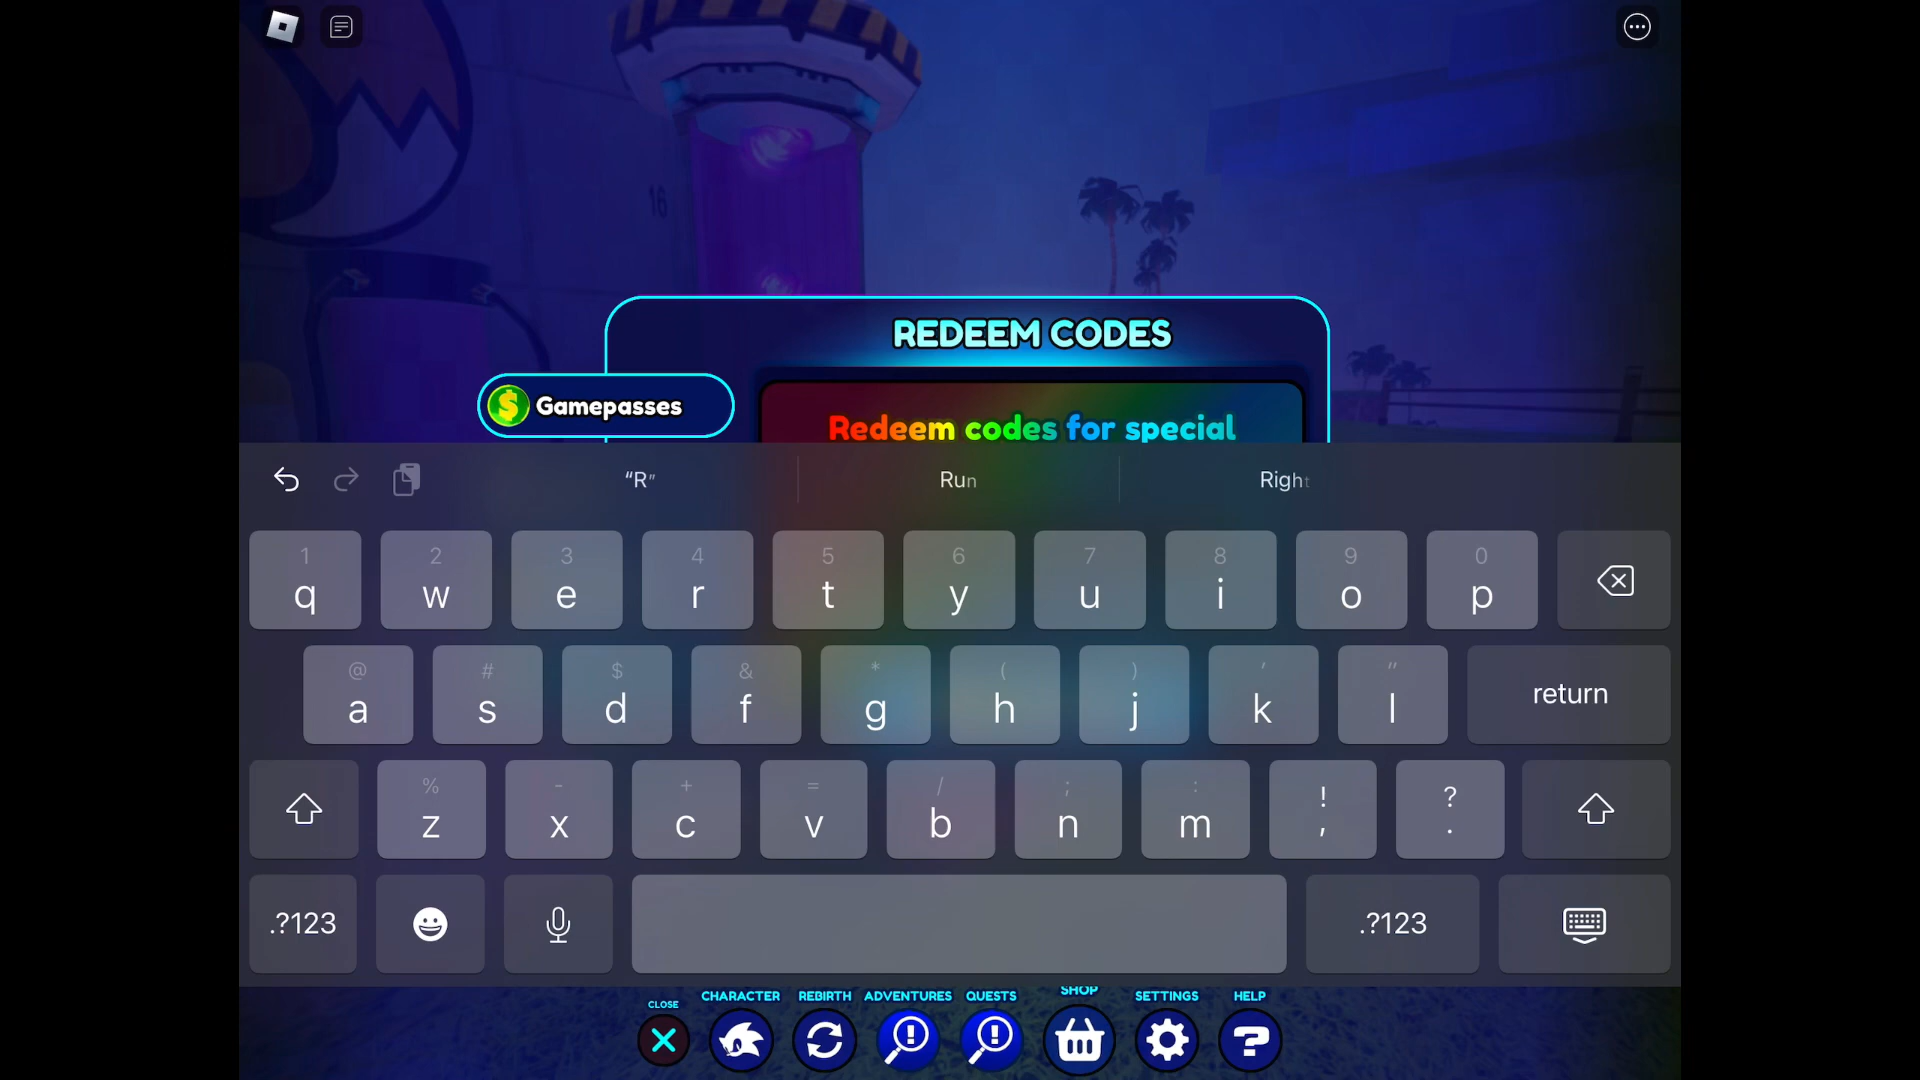 16
REDEEM CODES
Gamepasses
Redeem codes for special
“R” Run Right
1 2 3 4 5 6 7 8 9 0
q w e r t y u i o p
@ # $ & * ( ) ' "
a s d f g h j k l return
% - + = / ; : ! ?
z x c v b n m , .
.?123 .?123
CLOSE CHARACTER REBIRTH ADVENTURES QUESTS SHOP SETTINGS HELP